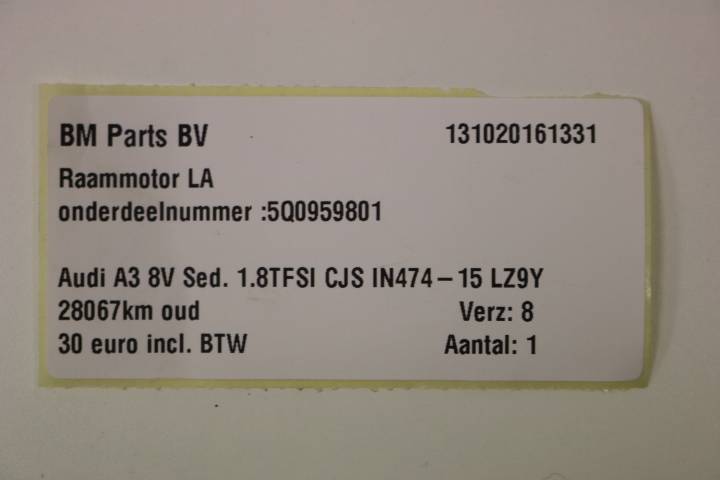 BM Parts BV 131020161331
Raammotor LA
onderdeelnummer :5Q0959801
Audi A3 8V Sed. 1.8TFSI CJS IN474–15 LZ9Y
28067km oud Verz: 8
30 euro incl. BTW Aantal: 1